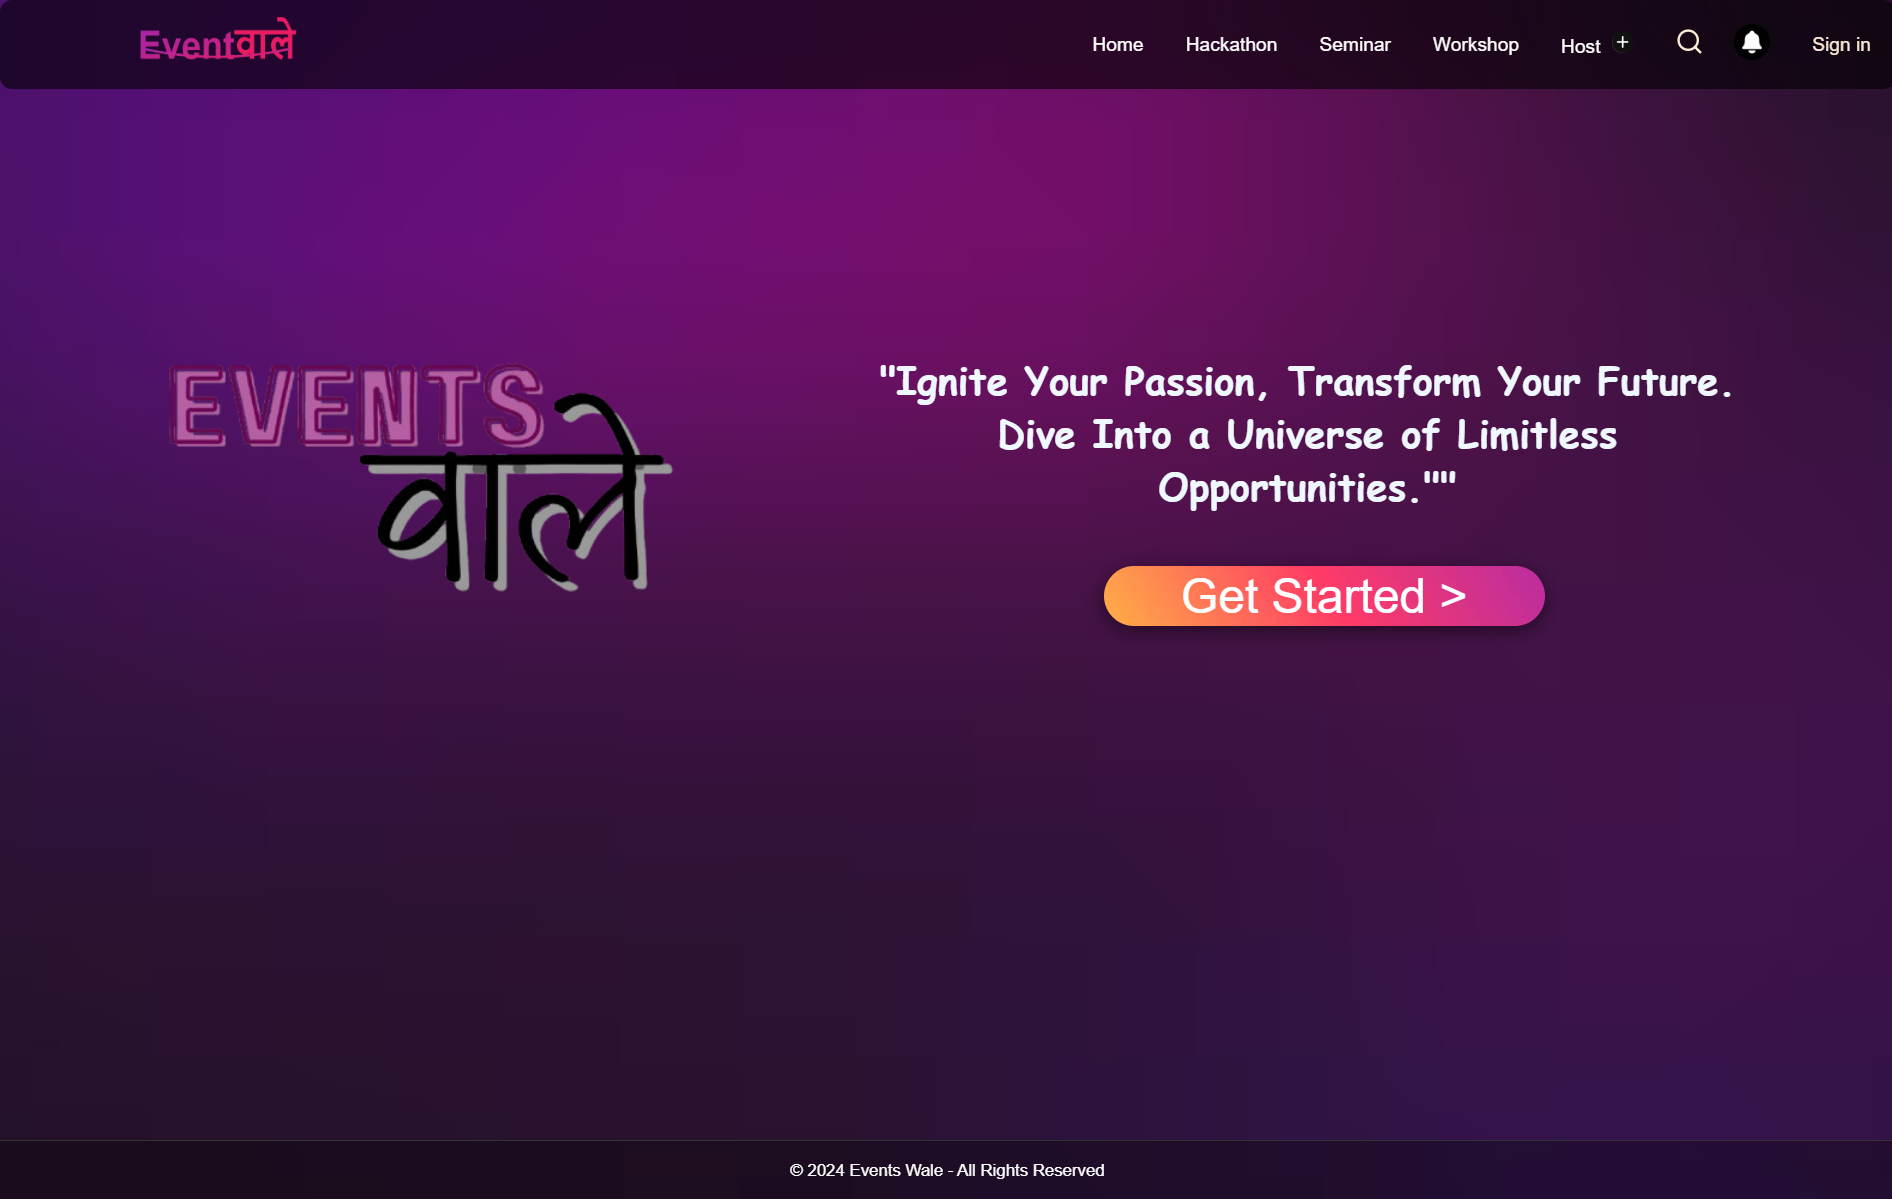 Eventवाले
Home Hackathon Seminar Workshop Host + Sign in
EVENTS
वाले
"Ignite Your Passion, Transform Your Future.
Dive Into a Universe of Limitless
Opportunities.""
Get Started >
© 2024 Events Wale - All Rights Reserved